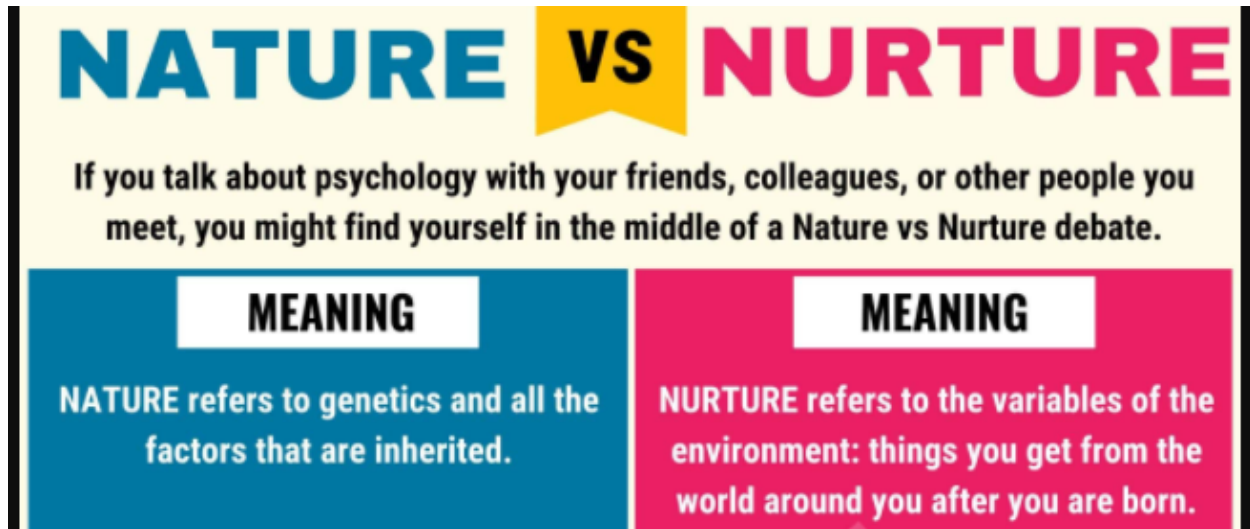 NATURE VS NURTURE
If you talk about psychology with your friends, colleagues, or other people you
meet, you might find yourself in the middle of a Nature vs Nurture debate.
MEANING
NATURE refers to genetics and all the
factors that are inherited.
MEANING
NURTURE refers to the variables of the
environment: things you get from the
world around you after you are born.